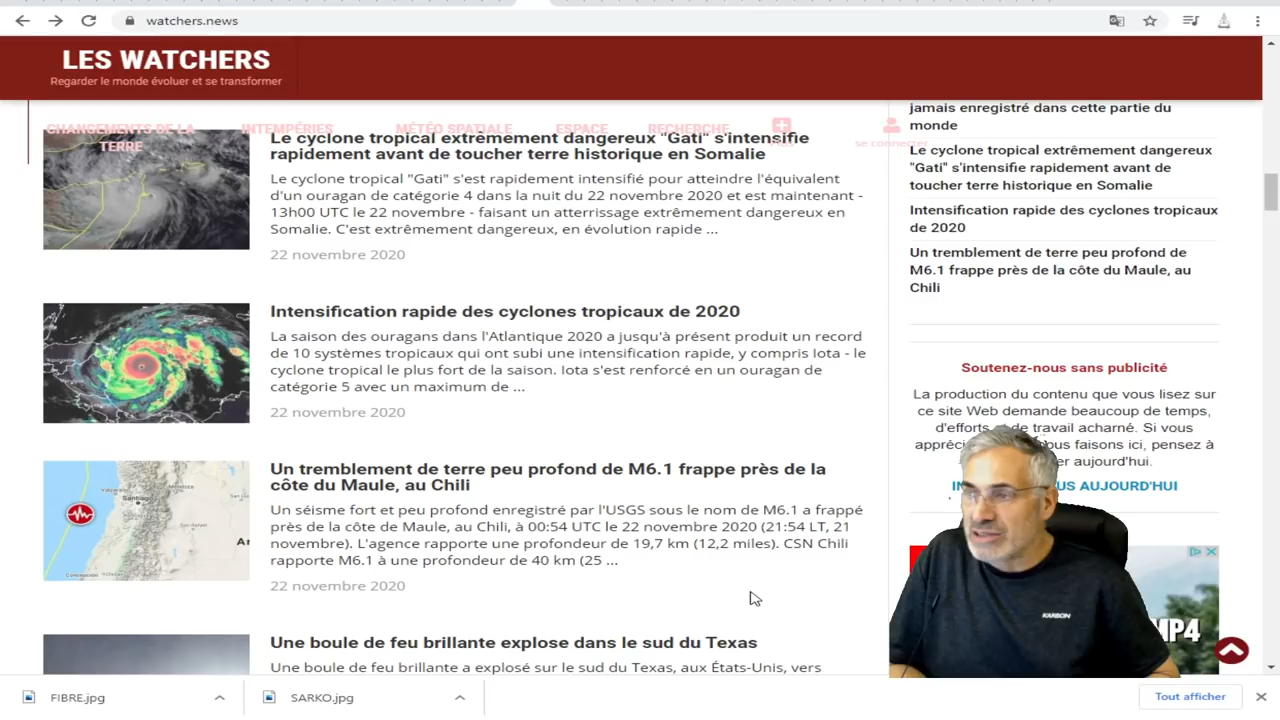 watchers.news
LES WATCHERS
Regarder le monde évoluer et se transformer
CHANGEMENTS DE LA
TERRE
INTEMPÉRIES
MÉTÉO SPATIALE
ESPACE
RECHERCHE
se connecter
Le cyclone tropical extrêmement dangereux "Gati" s'intensifie
rapidement avant de toucher terre historique en Somalie
Le cyclone tropical "Gati" s'est rapidement intensifié pour atteindre l'équivalent
d'un ouragan de catégorie 4 dans la nuit du 22 novembre 2020 et est maintenant -
13h00 UTC le 22 novembre - faisant un atterrissage extrêmement dangereux en
Somalie. C'est extrêmement dangereux, en évolution rapide ...
22 novembre 2020
Intensification rapide des cyclones tropicaux de 2020
La saison des ouragans dans l'Atlantique 2020 a jusqu'à présent produit un record
de 10 systèmes tropicaux qui ont subi une intensification rapide, y compris Iota - le
cyclone tropical le plus fort de la saison. Iota s'est renforcé en un ouragan de
catégorie 5 avec un maximum de ...
22 novembre 2020
Santiago
Mendoza
Concepción
Un tremblement de terre peu profond de M6.1 frappe près de la
côte du Maule, au Chili
Un séisme fort et peu profond enregistré par l'USGS sous le nom de M6.1 a frappé
près de la côte de Maule, au Chili, à 00:54 UTC le 22 novembre 2020 (21:54 LT, 21
novembre). L'agence rapporte une profondeur de 19,7 km (12,2 miles). CSN Chili
rapporte M6.1 à une profondeur de 40 km (25 ...
22 novembre 2020
Une boule de feu brillante explose dans le sud du Texas
Une boule de feu brillante a explosé sur le sud du Texas, aux États-Unis, vers
jamais enregistré dans cette partie du
monde
Le cyclone tropical extrêmement dangereux
"Gati" s'intensifie rapidement avant de
toucher terre historique en Somalie
Intensification rapide des cyclones tropicaux
de 2020
Un tremblement de terre peu profond de
M6.1 frappe près de la côte du Maule, au
Chili
Soutenez-nous sans publicité
La production du contenu que vous lisez sur
ce site Web demande beaucoup de temps,
d'efforts et de travail acharné. Si vous
appréci ous faisons ici, pensez à
er aujourd'hui.
IN US AUJOURD'HUI
KARBON
MP4
FIBRE.jpg
SARKO.jpg
Tout afficher